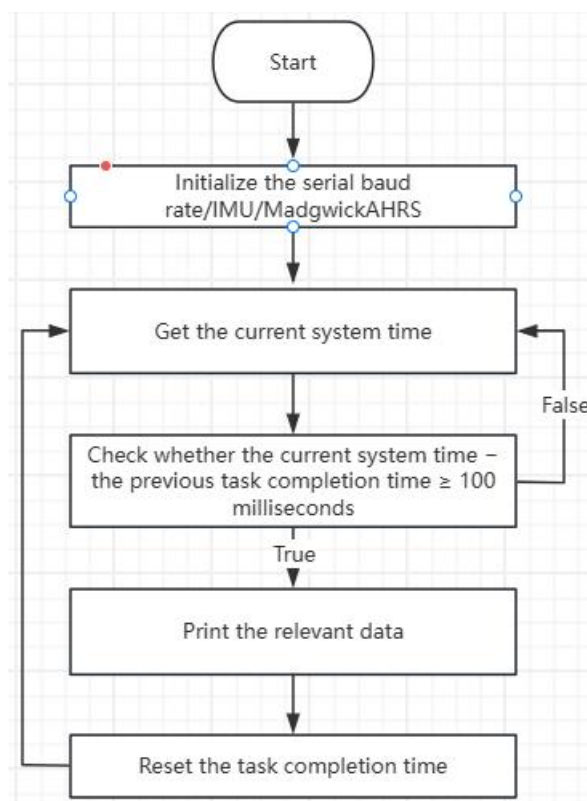 Start
Initialize the serial baud
rate/IMU/MadgwickAHRS
Get the current system time
False
Check whether the current system time –
the previous task completion time ≥ 100
milliseconds
True
Print the relevant data
Reset the task completion time